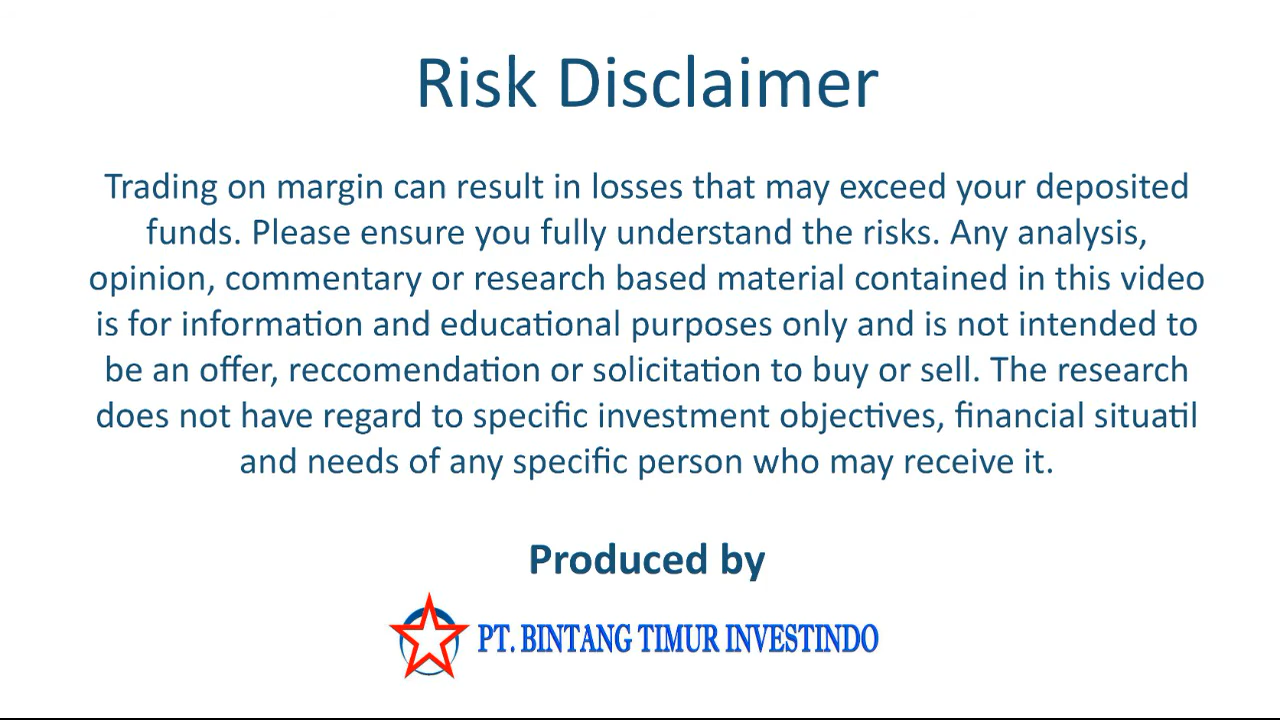 Risk Disclaimer
Trading on margin can result in losses that may exceed your deposited
funds. Please ensure you fully understand the risks. Any analysis,
opinion, commentary or research based material contained in this video
is for information and educational purposes only and is not intended to
be an offer, reccomendation or solicitation to buy or sell. The research
does not have regard to specific investment objectives, financial situatil
and needs of any specific person who may receive it.
Produced by
PT. BINTANG TIMUR INVESTINDO